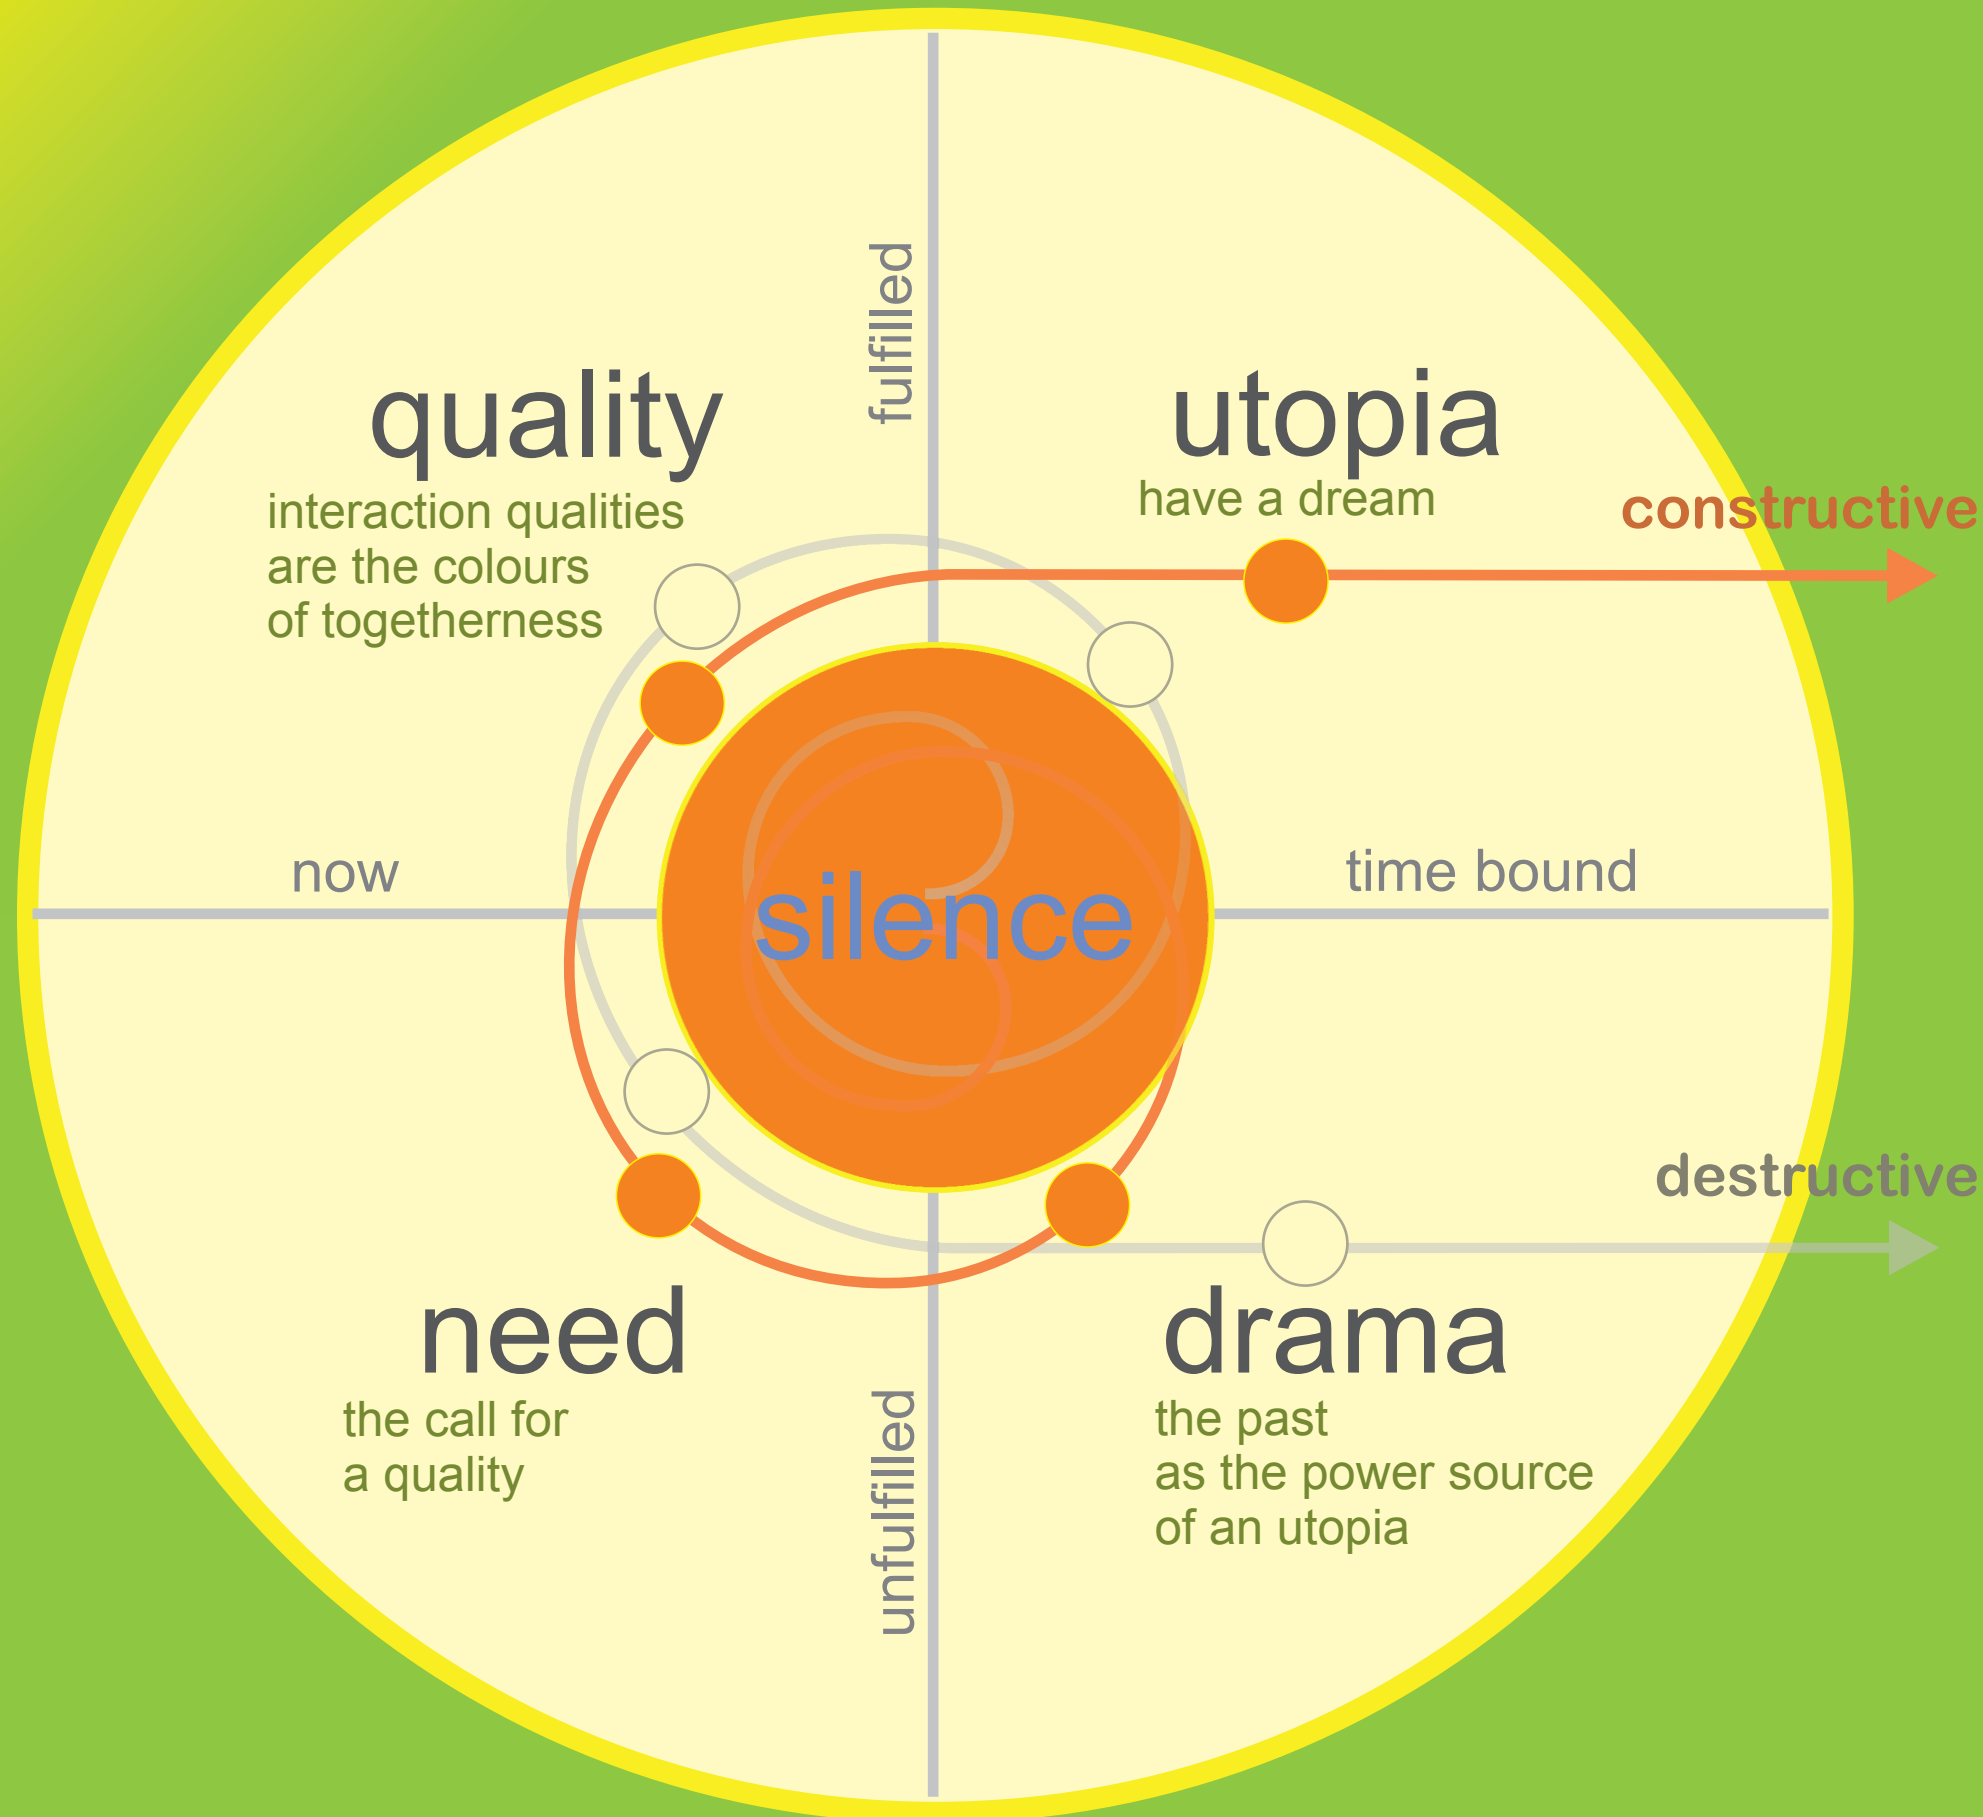 fulfilled
quality
interaction qualities
are the colours
of togetherness
utopia
have a dream
constructive
now
silence
time bound
destructive
need
the call for
a quality
unfulfilled
drama
the past
as the power source
of an utopia